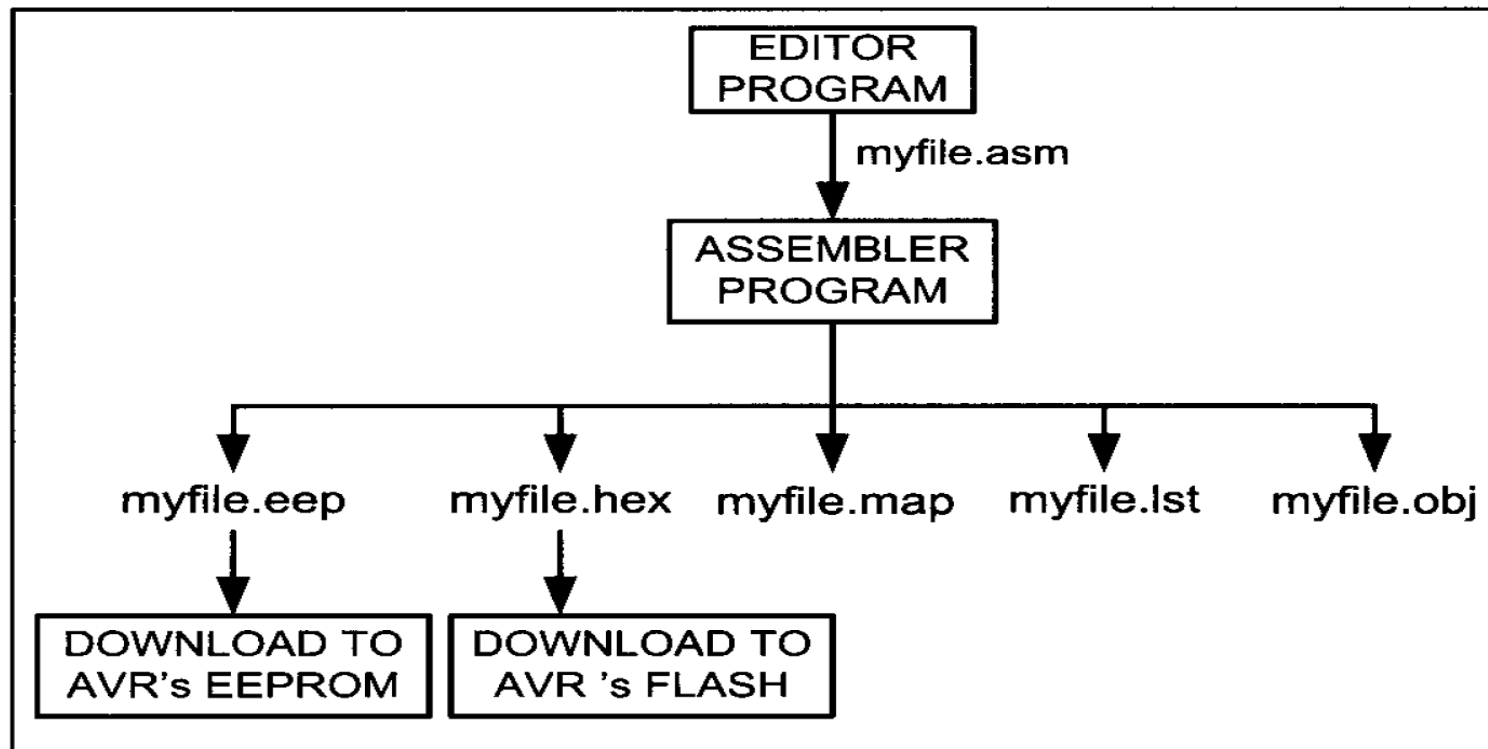 EDITOR
PROGRAM
myfile.asm
ASSEMBLER
PROGRAM
myfile.eep
myfile.hex
myfile.map
myfile.lst
myfile.obj
DOWNLOAD TO
AVR's EEPROM
DOWNLOAD TO
AVR 's FLASH